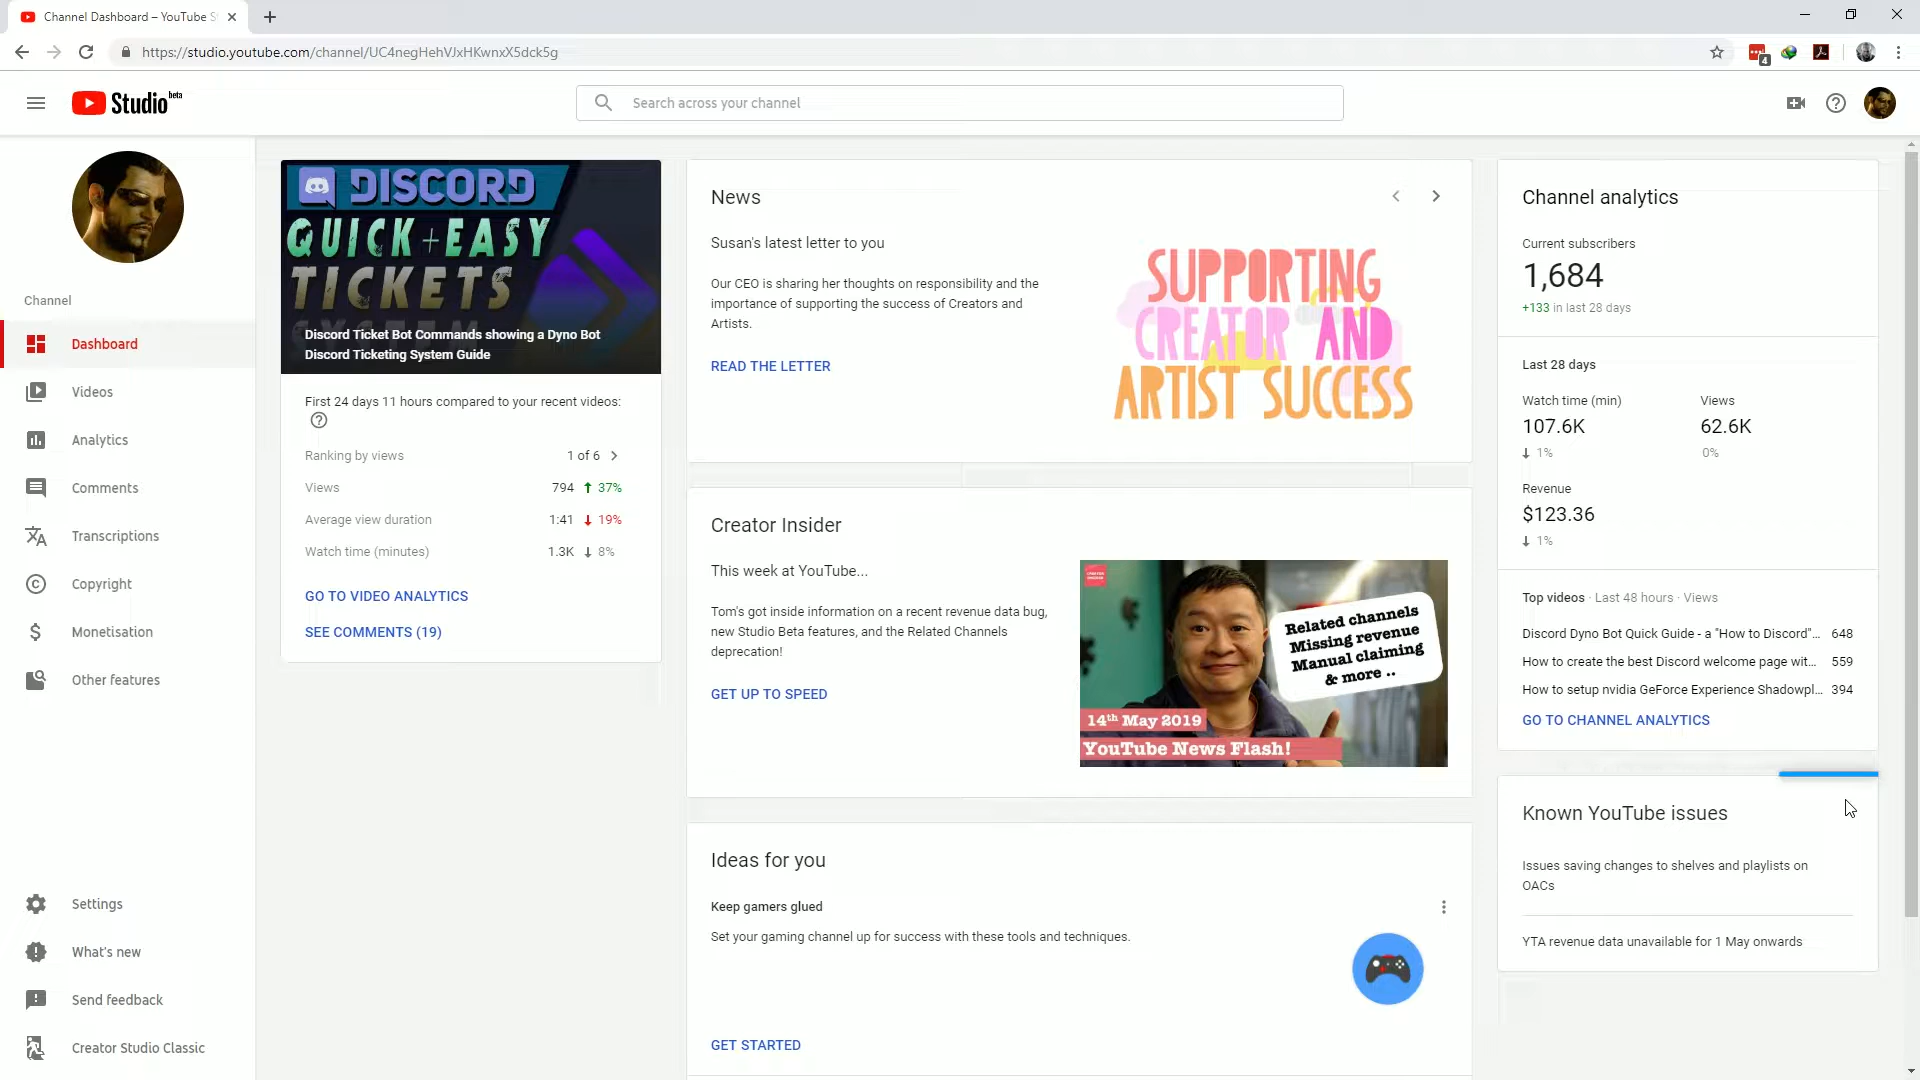 Channel Dashboard – YouTube S
https://studio.youtube.com/channel/UC4negHehVJxHKwnxX5dck5g
4
Studio beta
Search across your channel
Channel
Dashboard
Videos
Analytics
Comments
Transcriptions
Copyright
Monetisation
Other features
Settings
What's new
Send feedback
Creator Studio Classic
DISCORD
QUICK+EASY
TICKETS
SYSTEM
Discord Ticket Bot Commands showing a Dyno Bot
Discord Ticketing System Guide
First 24 days 11 hours compared to your recent videos:
Ranking by views 1 of 6
Views 794 37%
Average view duration 1:41 19%
Watch time (minutes) 1.3K 8%
GO TO VIDEO ANALYTICS
SEE COMMENTS (19)
News
Susan's latest letter to you
Our CEO is sharing her thoughts on responsibility and the
importance of supporting the success of Creators and
Artists.
READ THE LETTER
SUPPORTING
CREATOR AND
ARTIST SUCCESS
Creator Insider
This week at YouTube...
Tom's got inside information on a recent revenue data bug,
new Studio Beta features, and the Related Channels
deprecation!
GET UP TO SPEED
Related channels
Missing revenue
Manual claiming
& more ..
14th May 2019
YouTube News Flash!
Ideas for you
Keep gamers glued
Set your gaming channel up for success with these tools and techniques.
GET STARTED
Channel analytics
Current subscribers
1,684
+133 in last 28 days
Last 28 days
Watch time (min) Views
107.6K 62.6K
1% 0%
Revenue
$123.36
1%
Top videos · Last 48 hours · Views
Discord Dyno Bot Quick Guide - a "How to Discord"... 648
How to create the best Discord welcome page wit... 559
How to setup nvidia GeForce Experience Shadowpl... 394
GO TO CHANNEL ANALYTICS
Known YouTube issues
Issues saving changes to shelves and playlists on
OACs
YTA revenue data unavailable for 1 May onwards